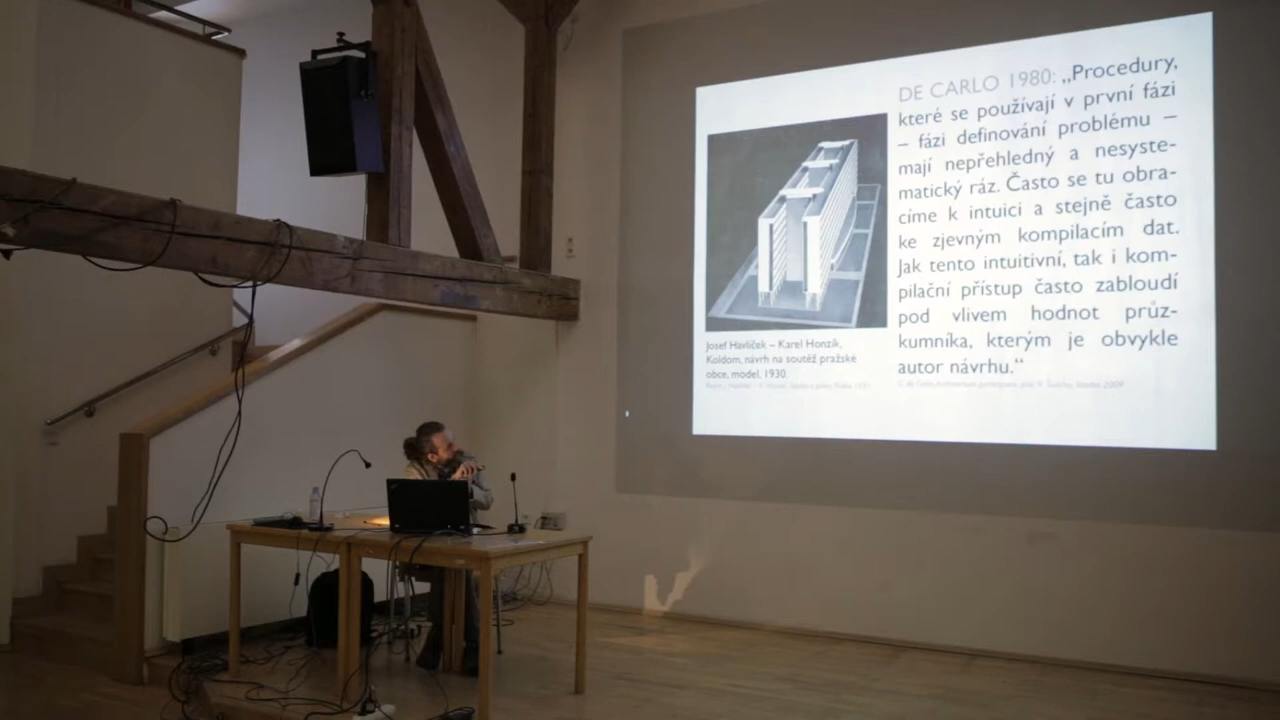 DE CARLO 1980: „Procedury,
které se používají v první fázi
– fázi definování problému –
mají nepřehledný a nesyste-
matický ráz. Často se tu obra-
címe k intuici a stejně často
ke zjevným kompilacím dat.
Jak tento intuitivní, tak i kom-
pilační přístup často zabloudí
pod vlivem hodnot průz-
kumníka, kterým je obvykle
autor návrhu.“
Josef Havlíček – Karel Honzík,
Koldom, návrh na soutěž pražské
obce, model, 1930.